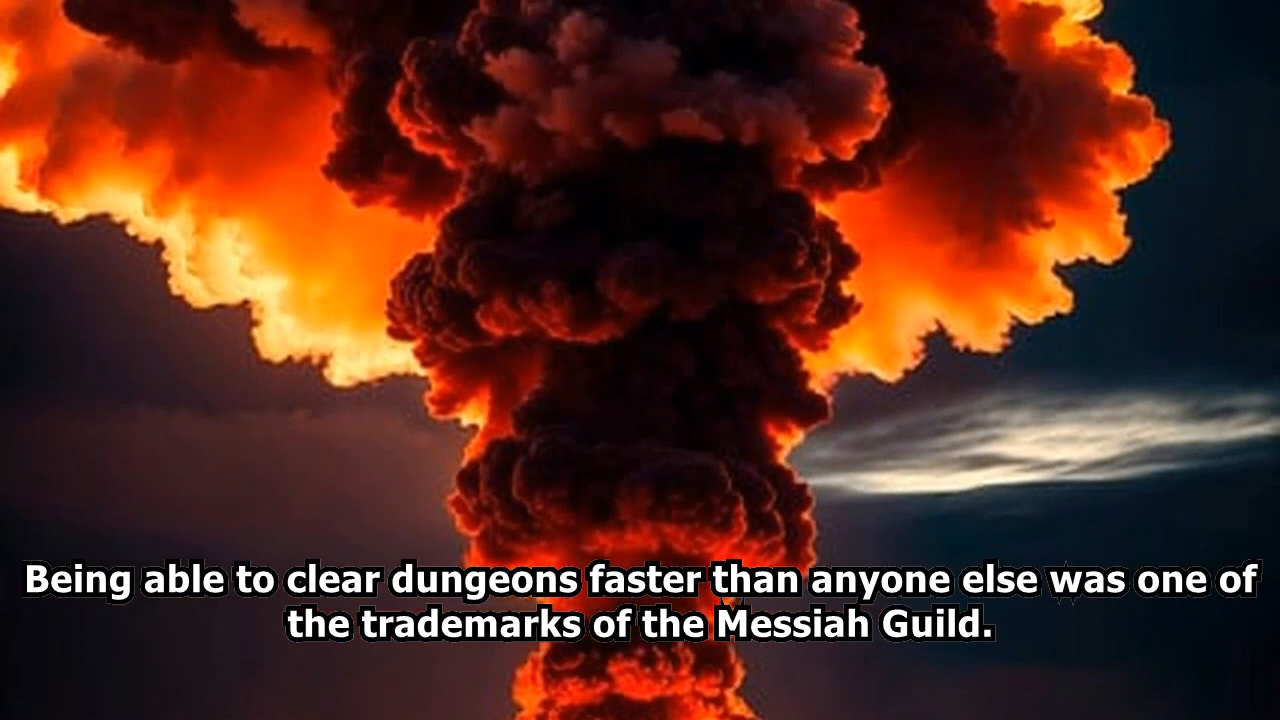 Being able to clear dungeons faster than anyone else was one of
the trademarks of the Messiah Guild.